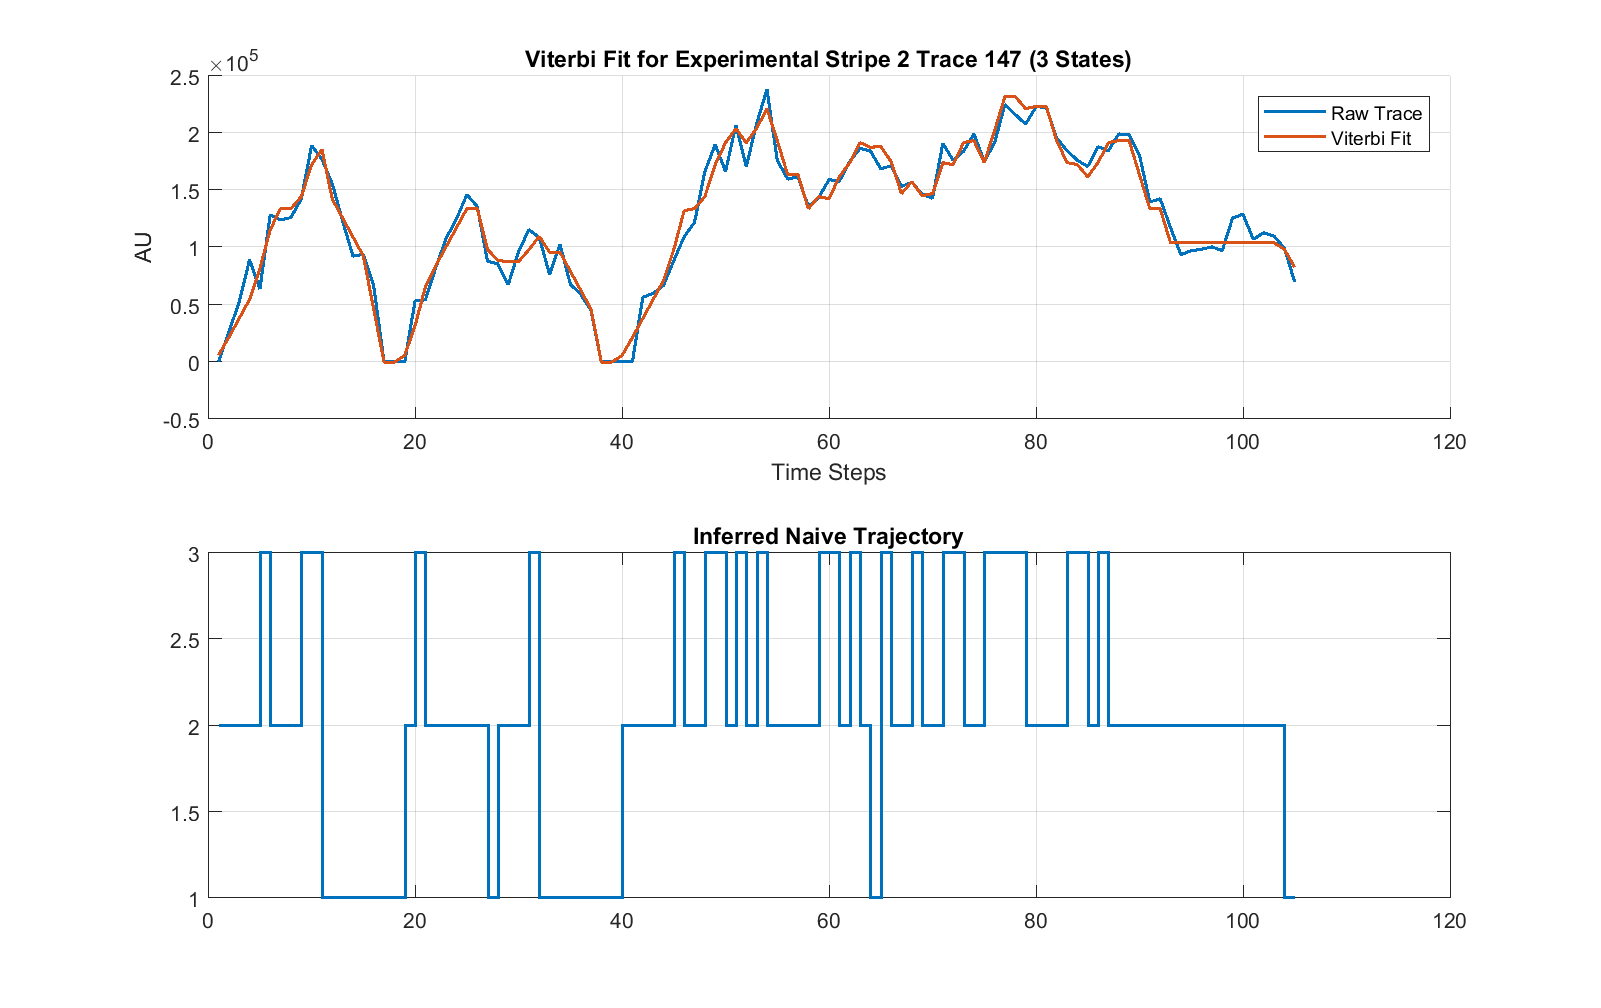 Viterbi Fit for Experimental Stripe 2 Trace 147 (3 States)
×10^5
2.5
2
1.5
1
0.5
0
-0.5
AU
Raw Trace
Viterbi Fit
0 20 40 60 80 100 120
Time Steps
Inferred Naive Trajectory
3
2.5
2
1.5
1
0 20 40 60 80 100 120